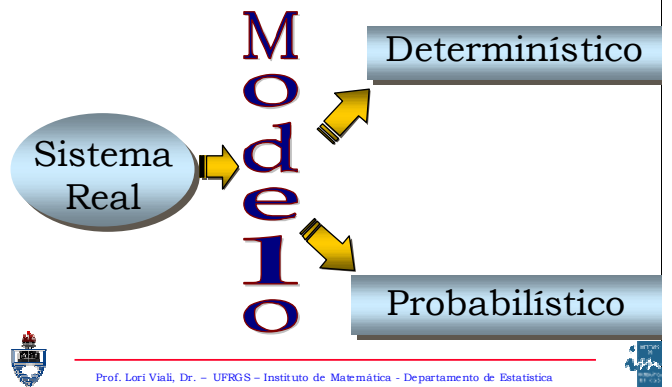 Sistema
Real
Modelo
Determinístico
Probabilístico
Prof. Lori Viali, Dr. – UFRGS – Instituto de Matemática - Departamento de Estatística